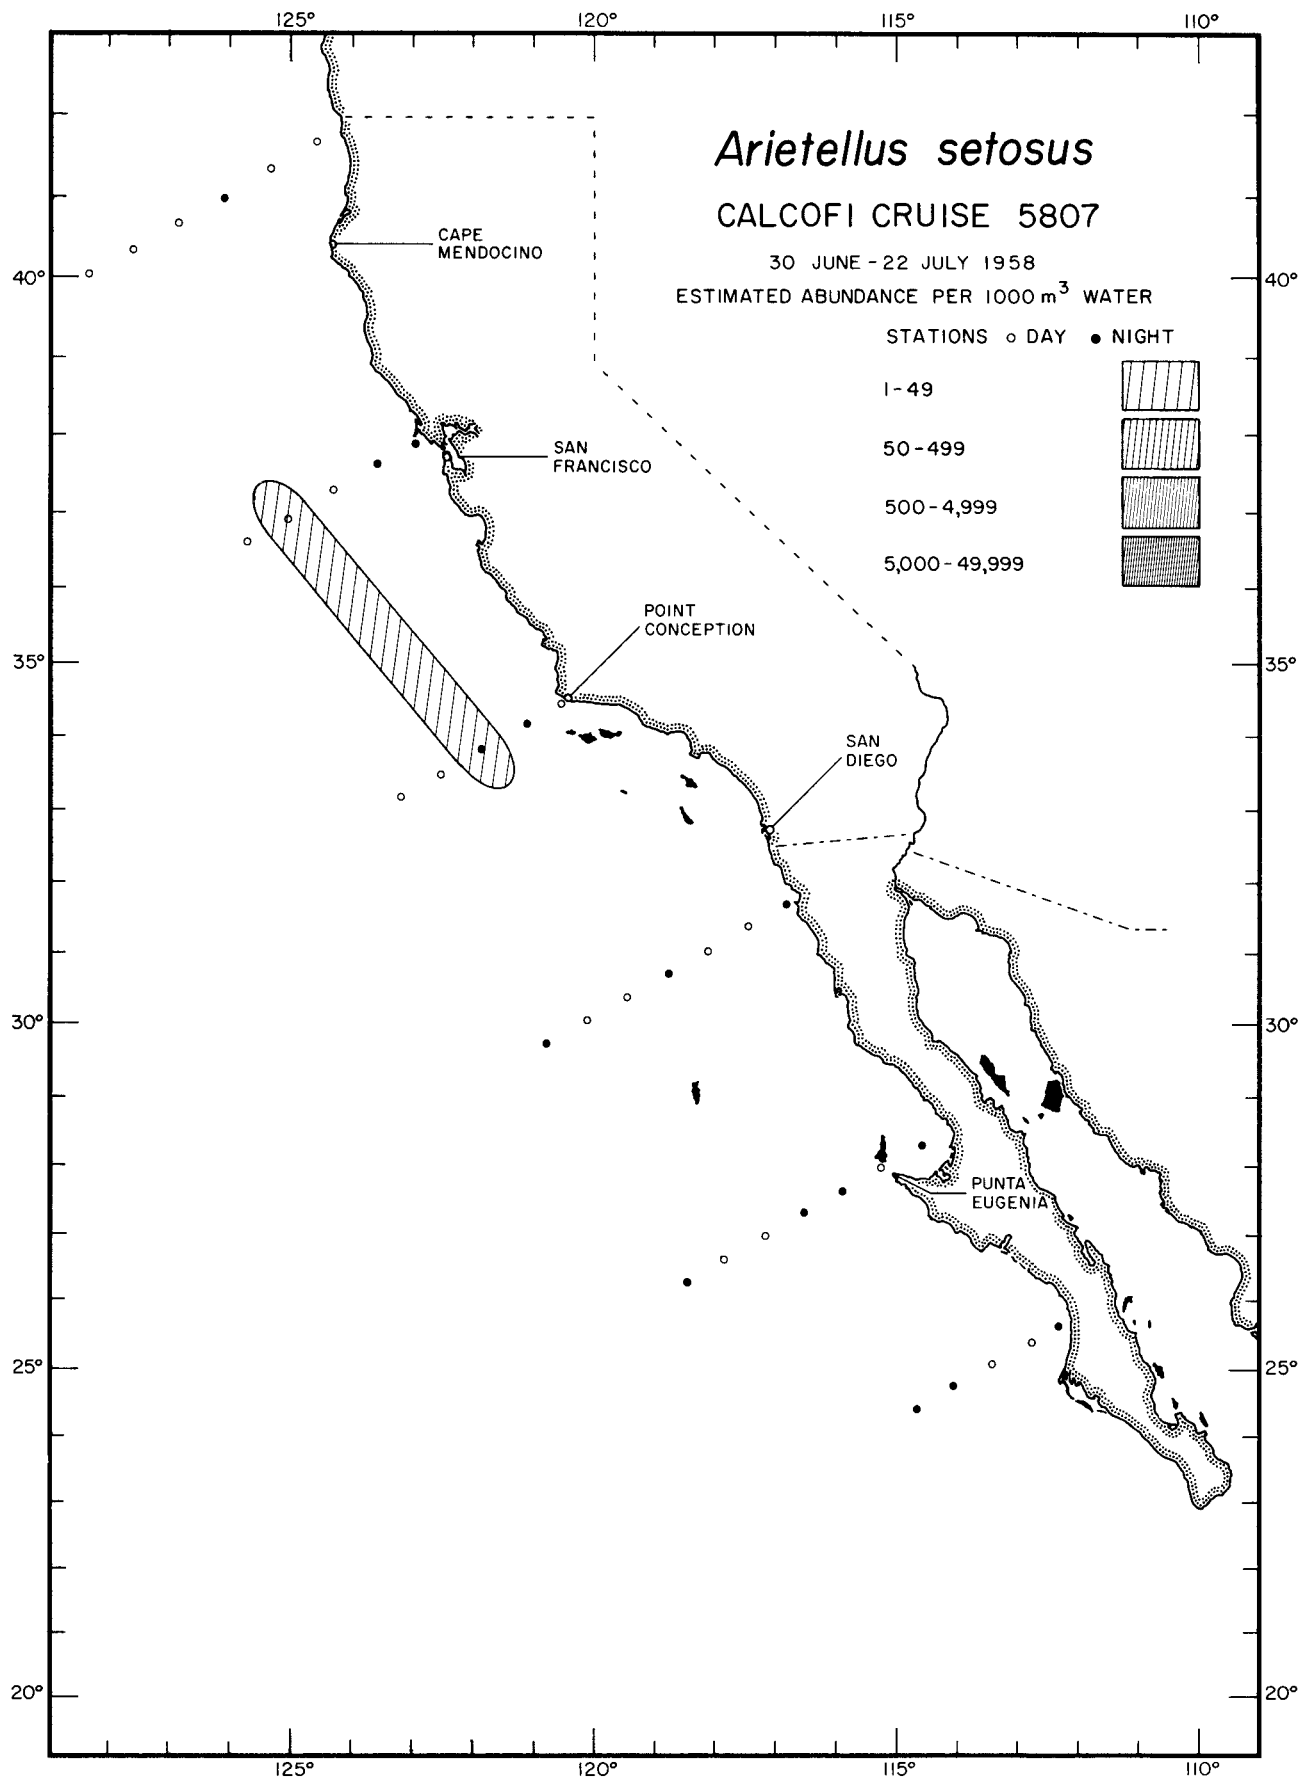 125° 120° 115° 110°
Arietellus setosus
CALCOFI CRUISE 5807
30 JUNE - 22 JULY 1958
ESTIMATED ABUNDANCE PER 1000 m³ WATER
STATIONS ○ DAY ● NIGHT
1-49
50-499
500-4,999
5,000-49,999
CAPE
MENDOCINO
40° 40°
SAN
FRANCISCO
POINT
CONCEPTION
35° 35°
SAN
DIEGO
30° 30°
PUNTA
EUGENIA
25° 25°
20° 20°
125° 120° 115° 110°